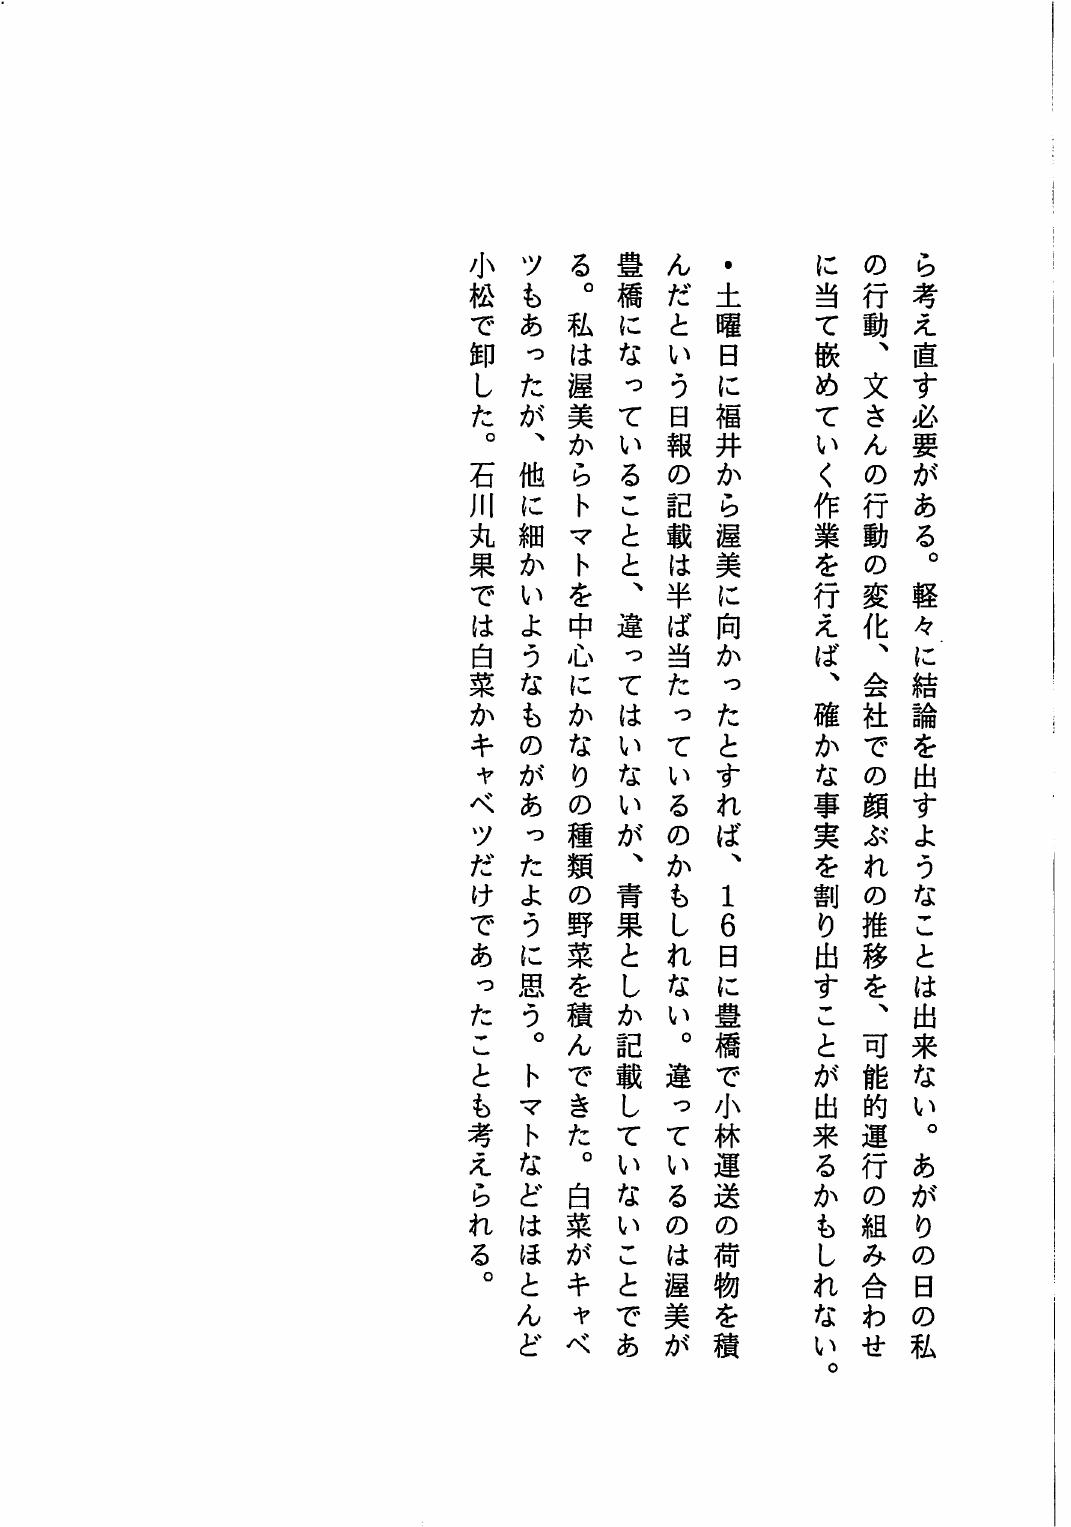 ら考え直す必要がある。軽々に結論を出すようなことは出来ない。あがりの日の私
の行動、文さんの行動の変化、会社での顔ぶれの推移を、可能的運行の組み合わせ
に当て嵌めていく作業を行えば、確かな事実を割り出すことが出来るかもしれない。
・土曜日に福井から渥美に向かったとすれば、16日に豊橋で小林運送の荷物を積
んだという日報の記載は半ば当たっているのかもしれない。違っているのは渥美が
豊橋になっていることと、違ってはいないが、青果としか記載していないことであ
る。私は渥美からトマトを中心にかなりの種類の野菜を積んできた。白菜がキャベ
ツもあったが、他に細かいようなものがあったように思う。トマトなどはほとんど
小松で卸した。石川丸果では白菜かキャベツだけであったことも考えられる。